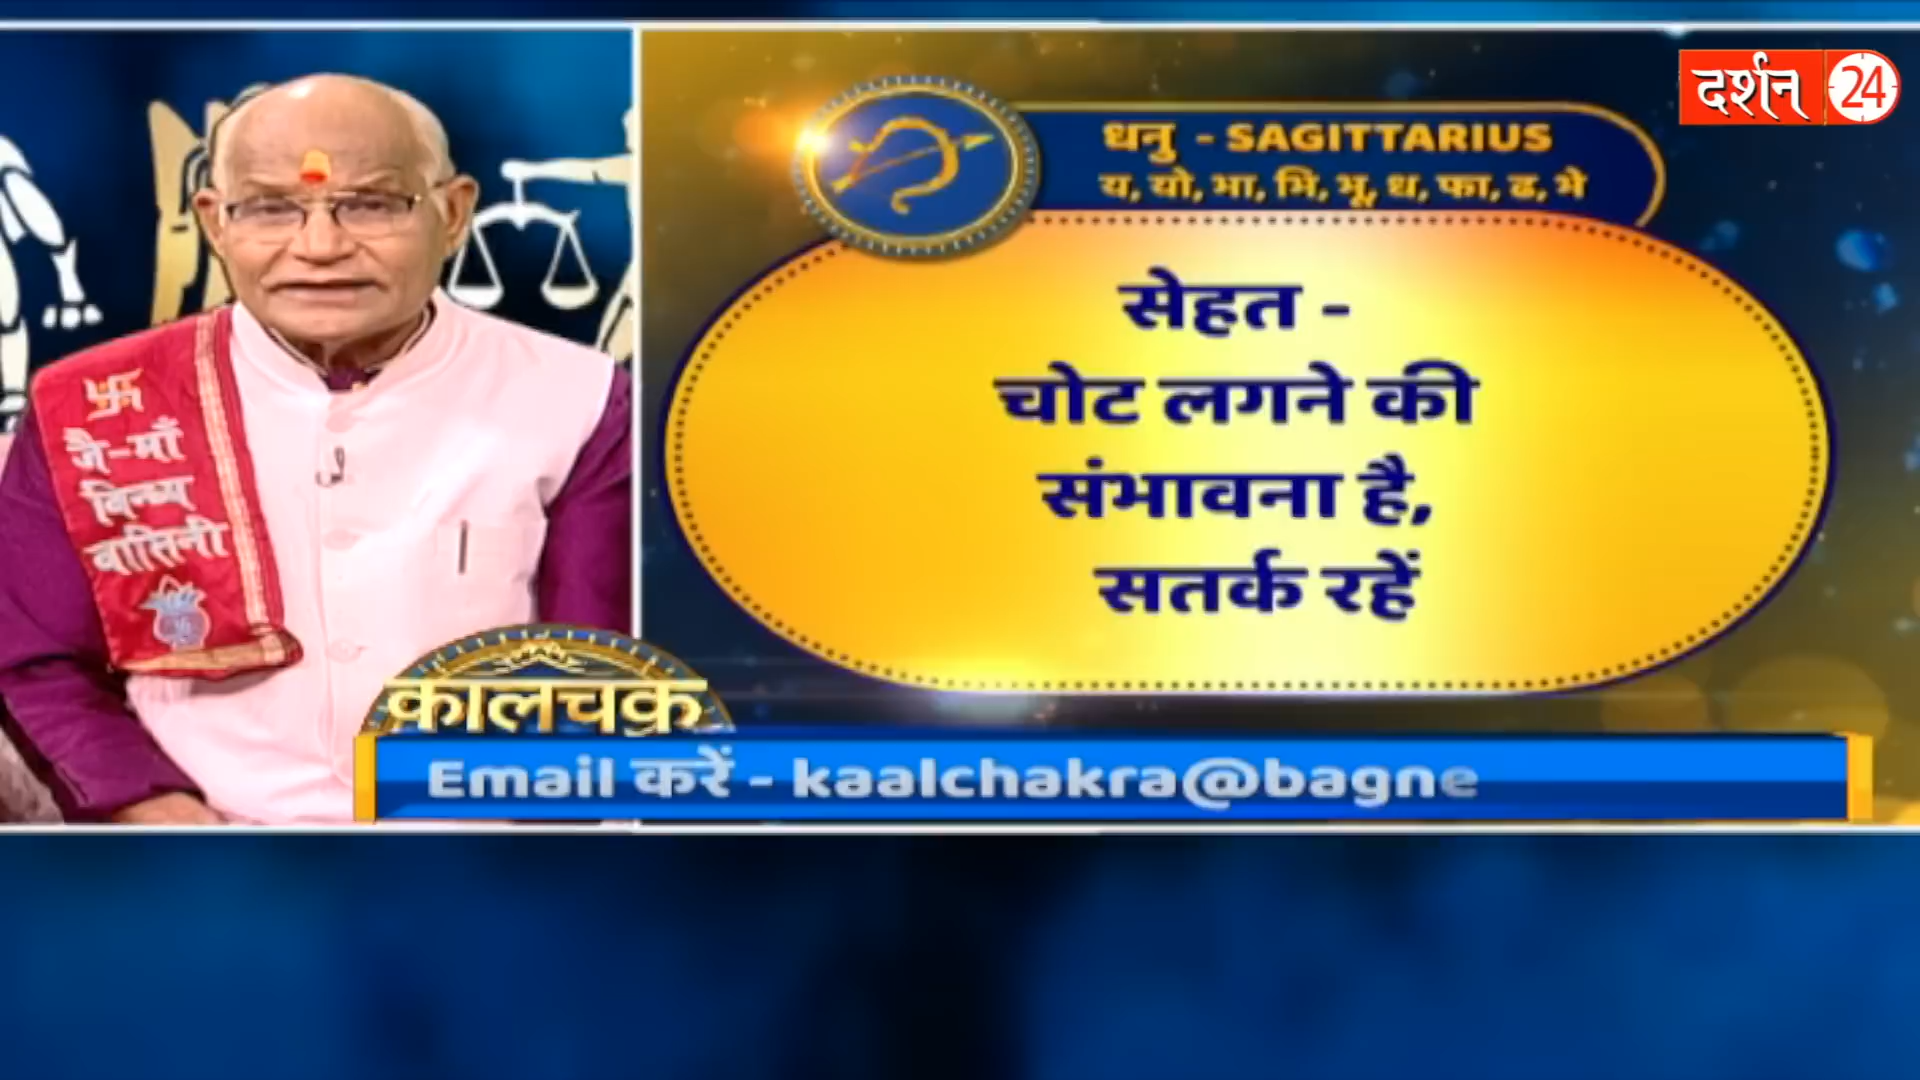 दर्शन 24
धनु - SAGITTARIUS
य, यो, भा, भि, भू, ध, फा, ढ, भे
सेहत -
चोट लगने की
संभावना है,
सतर्क रहें
जै-माँ
विन्ध्य
वासिनी
कालचक्र
Email करें - kaalchakra@bagne